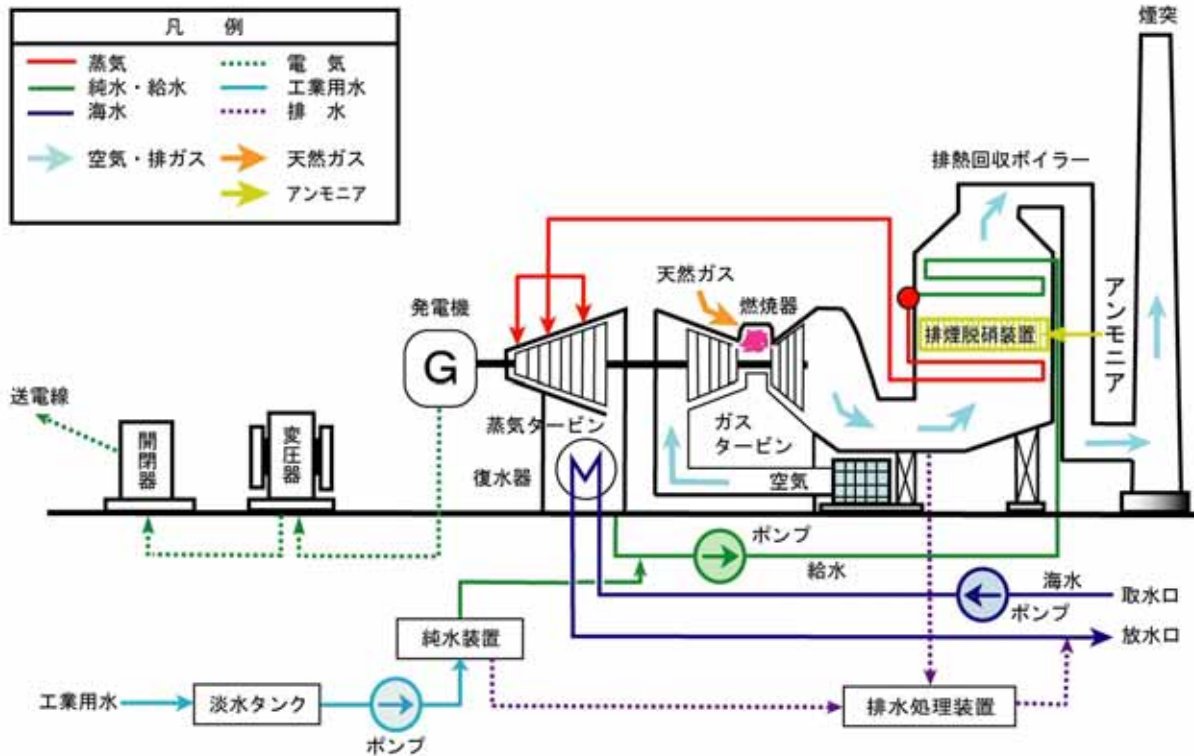 凡 例
蒸気
電 気
純水・給水
工業用水
海水
排 水
空気・排ガス
天然ガス
アンモニア
煙突
排熱回収ボイラー
天然ガス
燃焼器
発電機
G
アンモニア
排煙脱硝装置
送電線
開閉器
変圧器
蒸気タービン
ガス
タービン
復水器
空気
ポンプ
給水
海水
取水口
ポンプ
純水装置
放水口
工業用水
淡水タンク
排水処理装置
ポンプ